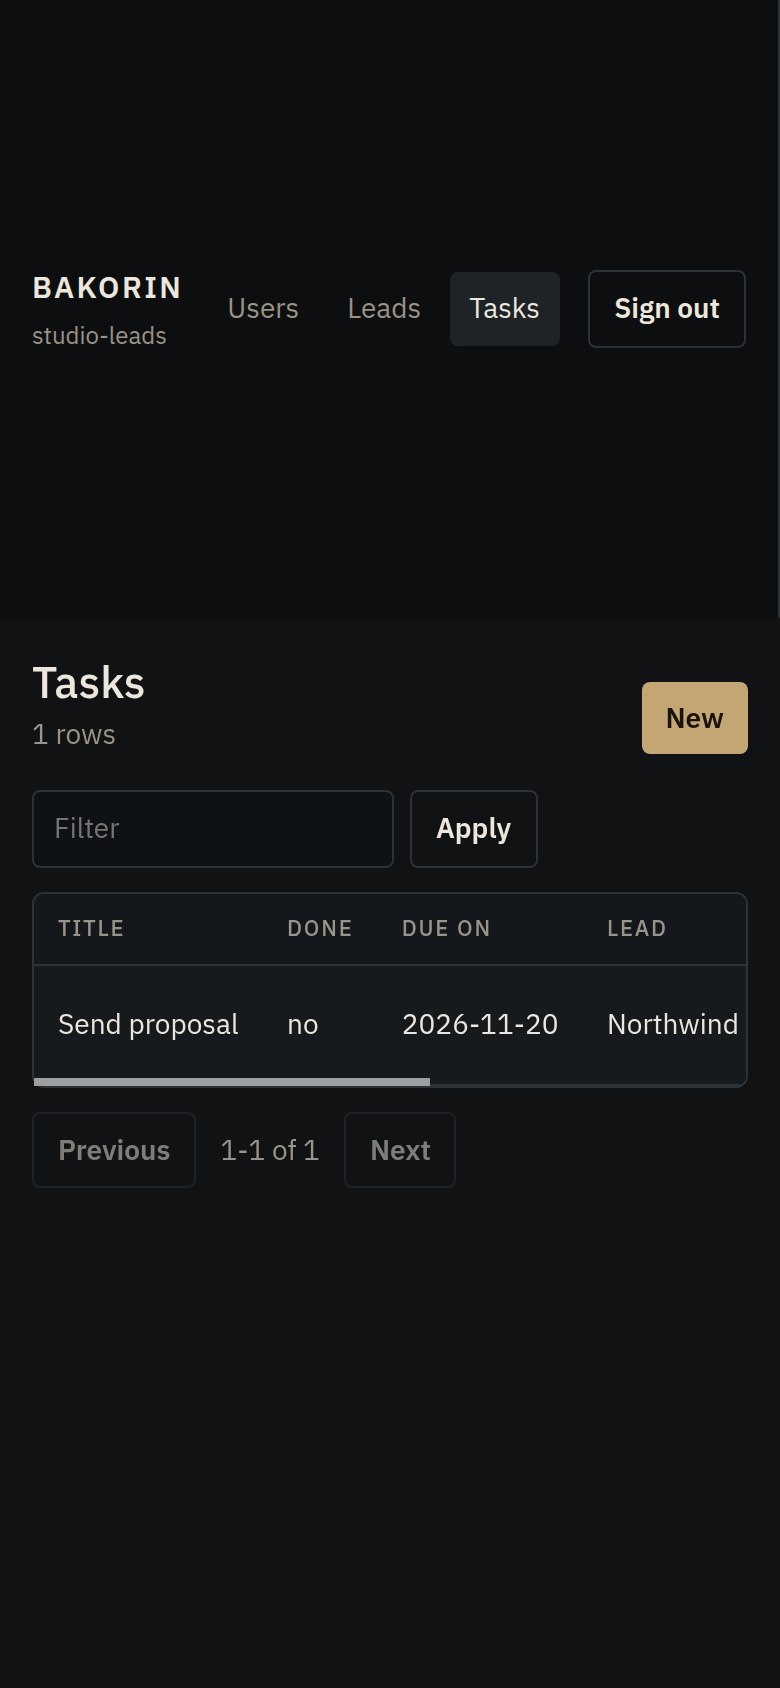 BAKORIN
studio-leads
Users
Leads
Tasks
Sign out
Tasks
1 rows
New
Filter
Apply
TITLE DONE DUE ON LEAD
Send proposal no 2026-11-20 Northwind
Previous 1-1 of 1 Next